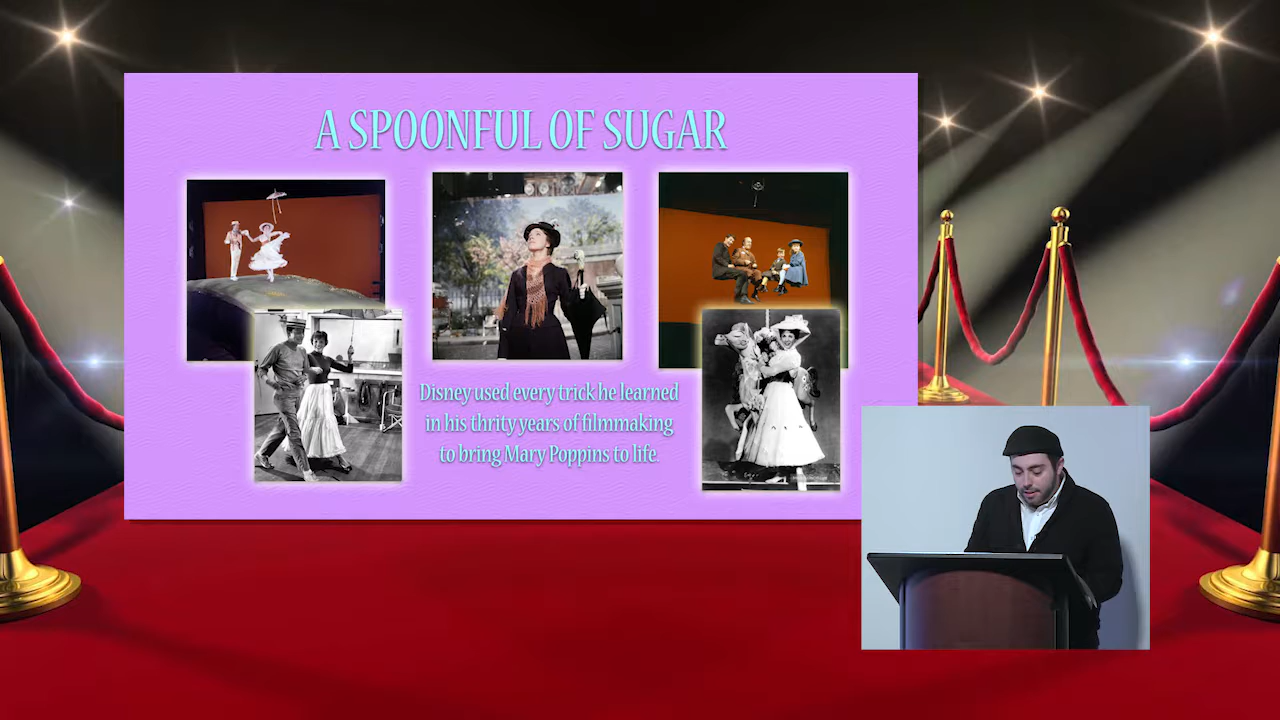 A SPOONFUL OF SUGAR
Disney used every trick he learned
in his thrity years of filmmaking
to bring Mary Poppins to life.